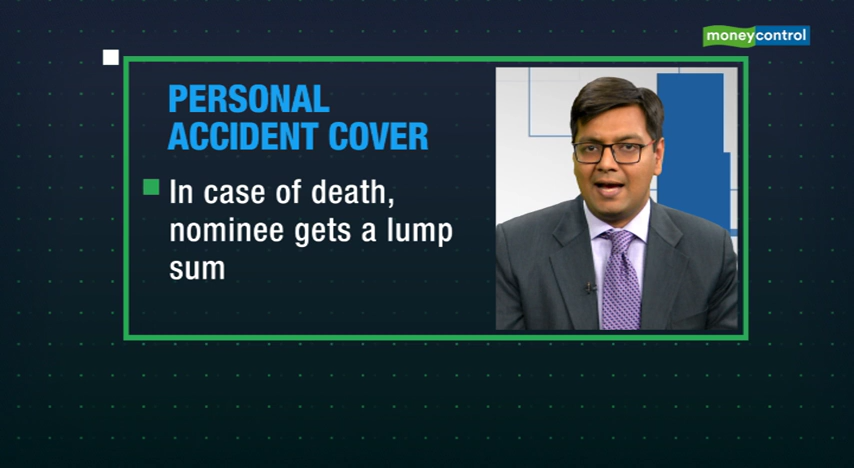 moneycontrol
PERSONAL
ACCIDENT COVER
In case of death,
nominee gets a lump
sum